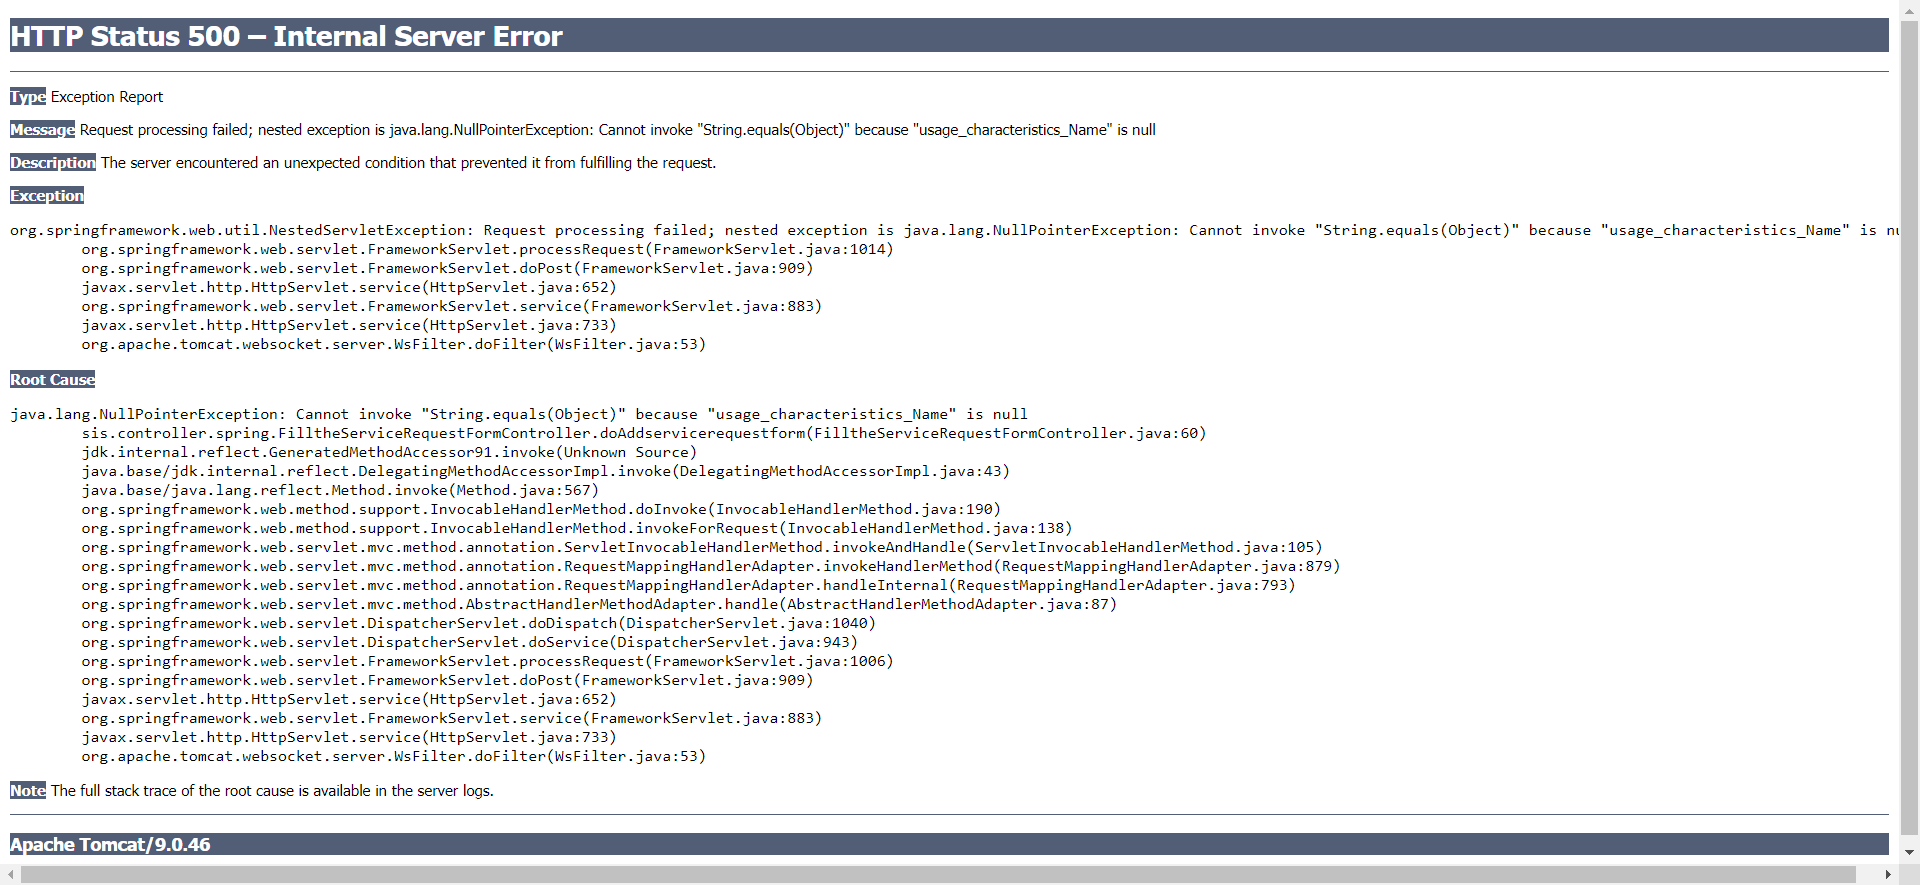 HTTP Status 500 – Internal Server Error
Type Exception Report
Message Request processing failed; nested exception is java.lang.NullPointerException: Cannot invoke "String.equals(Object)" because "usage_characteristics_Name" is null
Description The server encountered an unexpected condition that prevented it from fulfilling the request.
Exception
org.springframework.web.util.NestedServletException: Request processing failed; nested exception is java.lang.NullPointerException: Cannot invoke "String.equals(Object)" because "usage_characteristics_Name" is
org.springframework.web.servlet.FrameworkServlet.processRequest(FrameworkServlet.java:1014)
org.springframework.web.servlet.FrameworkServlet.doPost(FrameworkServlet.java:909)
javax.servlet.http.HttpServlet.service(HttpServlet.java:652)
org.springframework.web.servlet.FrameworkServlet.service(FrameworkServlet.java:883)
javax.servlet.http.HttpServlet.service(HttpServlet.java:733)
org.apache.tomcat.websocket.server.WsFilter.doFilter(WsFilter.java:53)
Root Cause
java.lang.NullPointerException: Cannot invoke "String.equals(Object)" because "usage_characteristics_Name" is null
sis.controller.spring.FilltheServiceRequestFormController.doAddservicerequestform(FilltheServiceRequestFormController.java:60)
jdk.internal.reflect.GeneratedMethodAccessor91.invoke(Unknown Source)
java.base/jdk.internal.reflect.DelegatingMethodAccessorImpl.invoke(DelegatingMethodAccessorImpl.java:43)
java.base/java.lang.reflect.Method.invoke(Method.java:567)
org.springframework.web.method.support.InvocableHandlerMethod.doInvoke(InvocableHandlerMethod.java:190)
org.springframework.web.method.support.InvocableHandlerMethod.invokeForRequest(InvocableHandlerMethod.java:138)
org.springframework.web.servlet.mvc.method.annotation.ServletInvocableHandlerMethod.invokeAndHandle(ServletInvocableHandlerMethod.java:105)
org.springframework.web.servlet.mvc.method.annotation.RequestMappingHandlerAdapter.invokeHandlerMethod(RequestMappingHandlerAdapter.java:879)
org.springframework.web.servlet.mvc.method.annotation.RequestMappingHandlerAdapter.handleInternal(RequestMappingHandlerAdapter.java:793)
org.springframework.web.servlet.mvc.method.AbstractHandlerMethodAdapter.handle(AbstractHandlerMethodAdapter.java:87)
org.springframework.web.servlet.DispatcherServlet.doDispatch(DispatcherServlet.java:1040)
org.springframework.web.servlet.DispatcherServlet.doService(DispatcherServlet.java:943)
org.springframework.web.servlet.FrameworkServlet.processRequest(FrameworkServlet.java:1006)
org.springframework.web.servlet.FrameworkServlet.doPost(FrameworkServlet.java:909)
javax.servlet.http.HttpServlet.service(HttpServlet.java:652)
org.springframework.web.servlet.FrameworkServlet.service(FrameworkServlet.java:883)
javax.servlet.http.HttpServlet.service(HttpServlet.java:733)
org.apache.tomcat.websocket.server.WsFilter.doFilter(WsFilter.java:53)
Note The full stack trace of the root cause is available in the server logs.
Apache Tomcat/9.0.46